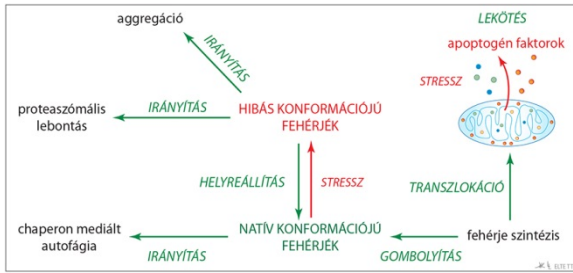 aggregáció
LEKÖTÉS
apoptogén faktorok
IRÁNYÍTÁS
STRESSZ
proteaszómális
lebontás
IRÁNYÍTÁS
HIBÁS KONFORMÁCIÓJÚ
FEHÉRJÉK
HELYREÁLLÍTÁS
STRESSZ
TRANSZLOKÁCIÓ
chaperon mediált
autofágia
IRÁNYÍTÁS
NATÍV KONFORMÁCIÓJÚ
FEHÉRJÉK
GOMBOLYÍTÁS
fehérje szintézis